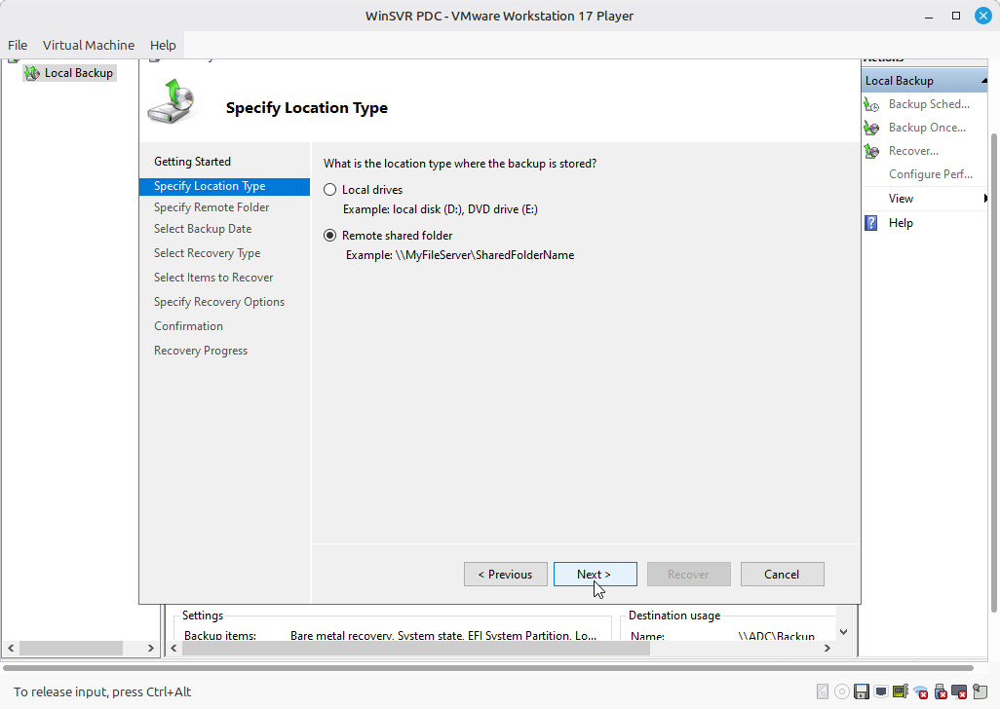 WinSVR PDC - VMware Workstation 17 Player
File Virtual Machine Help
Local Backup
Specify Location Type
Getting Started
Specify Location Type
Specify Remote Folder
Select Backup Date
Select Recovery Type
Select Items to Recover
Specify Recovery Options
Confirmation
Recovery Progress
What is the location type where the backup is stored?
Local drives
Example: local disk (D:), DVD drive (E:)
Remote shared folder
Example: \\MyFileServer\SharedFolderName
< Previous
Next >
Recover
Cancel
Actions
Local Backup
Backup Sched...
Backup Once...
Recover...
Configure Perf...
View
Help
Settings
Backup items: Bare metal recovery, System state, EFI System Partition, Lo...
Destination usage
Name: \\ADC\Backup
To release input, press Ctrl+Alt